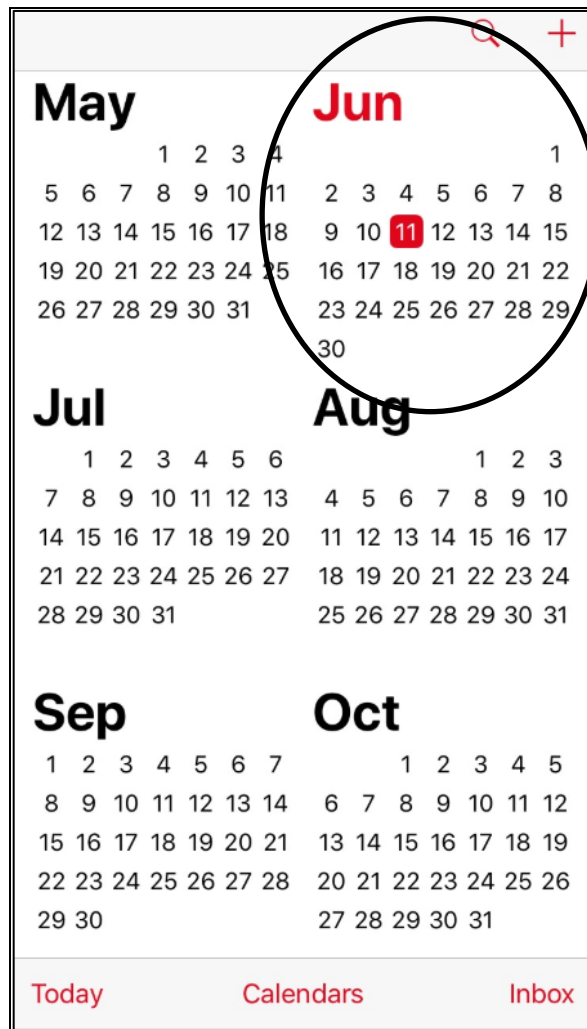 May
1 2 3 4
5 6 7 8 9 10 11
12 13 14 15 16 17 18
19 20 21 22 23 24 25
26 27 28 29 30 31
Jun
1
2 3 4 5 6 7 8
9 10 11 12 13 14 15
16 17 18 19 20 21 22
23 24 25 26 27 28 29
30
Jul
1 2 3 4 5 6
7 8 9 10 11 12 13
14 15 16 17 18 19 20
21 22 23 24 25 26 27
28 29 30 31
Aug
1 2 3
4 5 6 7 8 9 10
11 12 13 14 15 16 17
18 19 20 21 22 23 24
25 26 27 28 29 30 31
Sep
1 2 3 4 5 6 7
8 9 10 11 12 13 14
15 16 17 18 19 20 21
22 23 24 25 26 27 28
29 30
Oct
1 2 3 4 5
6 7 8 9 10 11 12
13 14 15 16 17 18 19
20 21 22 23 24 25 26
27 28 29 30 31
Today Calendars Inbox